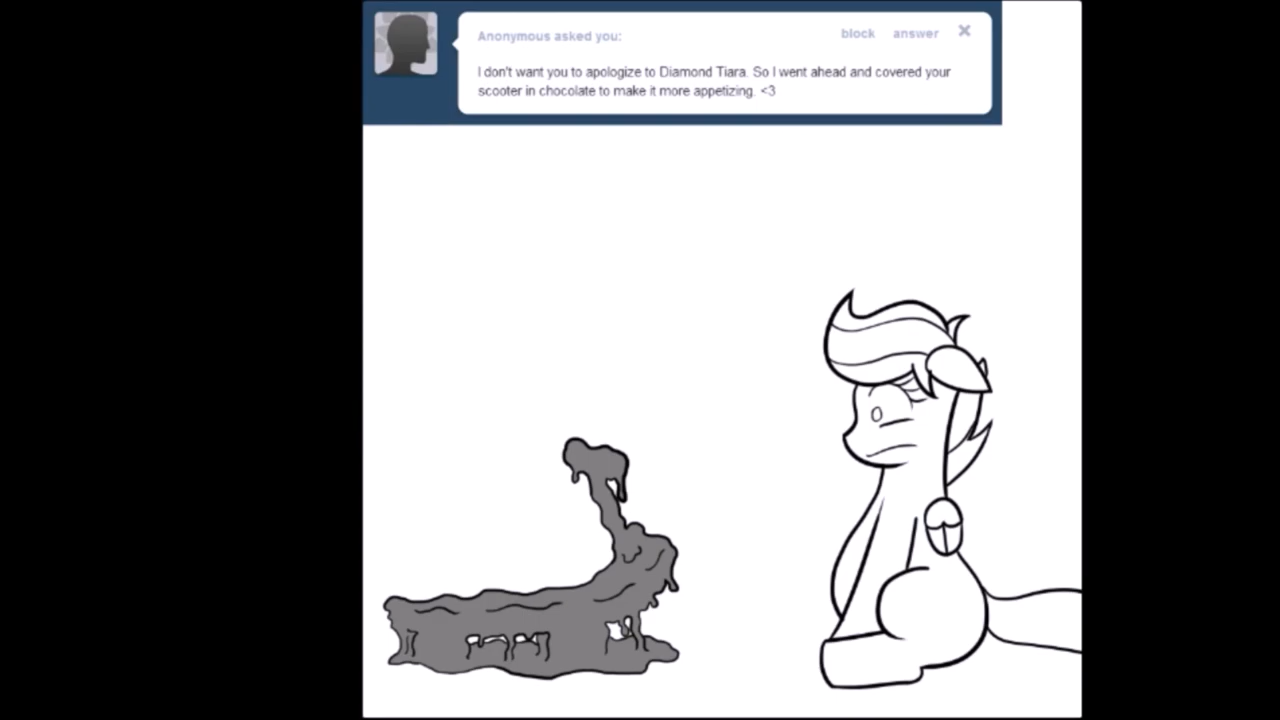 Anonymous asked you:
block answer ×
I don't want you to apologize to Diamond Tiara. So I went ahead and covered your
scooter in chocolate to make it more appetizing. <3